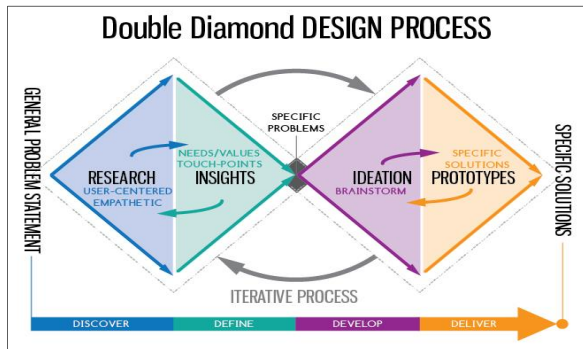 Double Diamond DESIGN PROCESS
GENERAL PROBLEM STATEMENT
SPECIFIC
PROBLEMS
RESEARCH
USER-CENTERED
EMPATHETIC
NEEDS/VALUES
TOUCH-POINTS
INSIGHTS
IDEATION
BRAINSTORM
SPECIFIC
SOLUTIONS
PROTOTYPES
SPECIFIC SOLUTIONS
ITERATIVE PROCESS
DISCOVER
DEFINE
DEVELOP
DELIVER